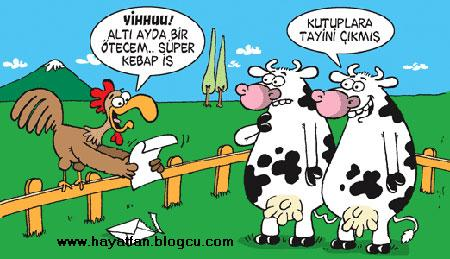 YİHHUU!
ALTI AYDA BİR
ÖTECEM.. SÜPER
KEBAP İŞ
KUTUPLARA
TAYİNİ ÇIKMIŞ
www.hayattan.blogcu.com